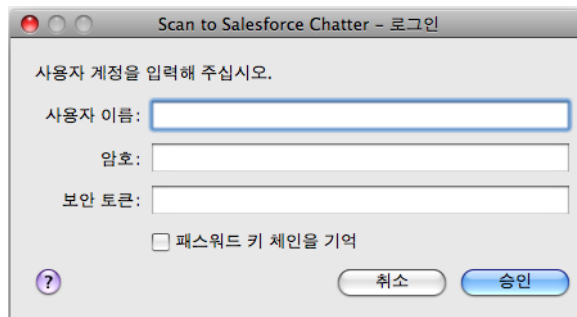 Scan to Salesforce Chatter – 로그인
사용자 계정을 입력해 주십시오.
사용자 이름:
암호:
보안 토큰:
패스워드 키 체인을 기억
? 취소 승인